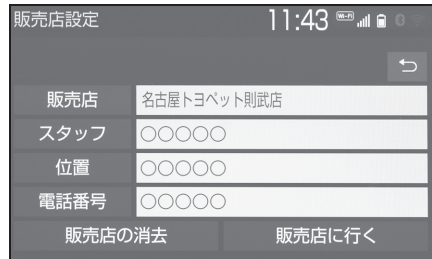 販売店設定 11:43 Wi-Fi
販売店 名古屋トヨペット則武店
スタッフ ○○○○○
位置 ○○○○○
電話番号 ○○○○○
販売店の消去 販売店に行く